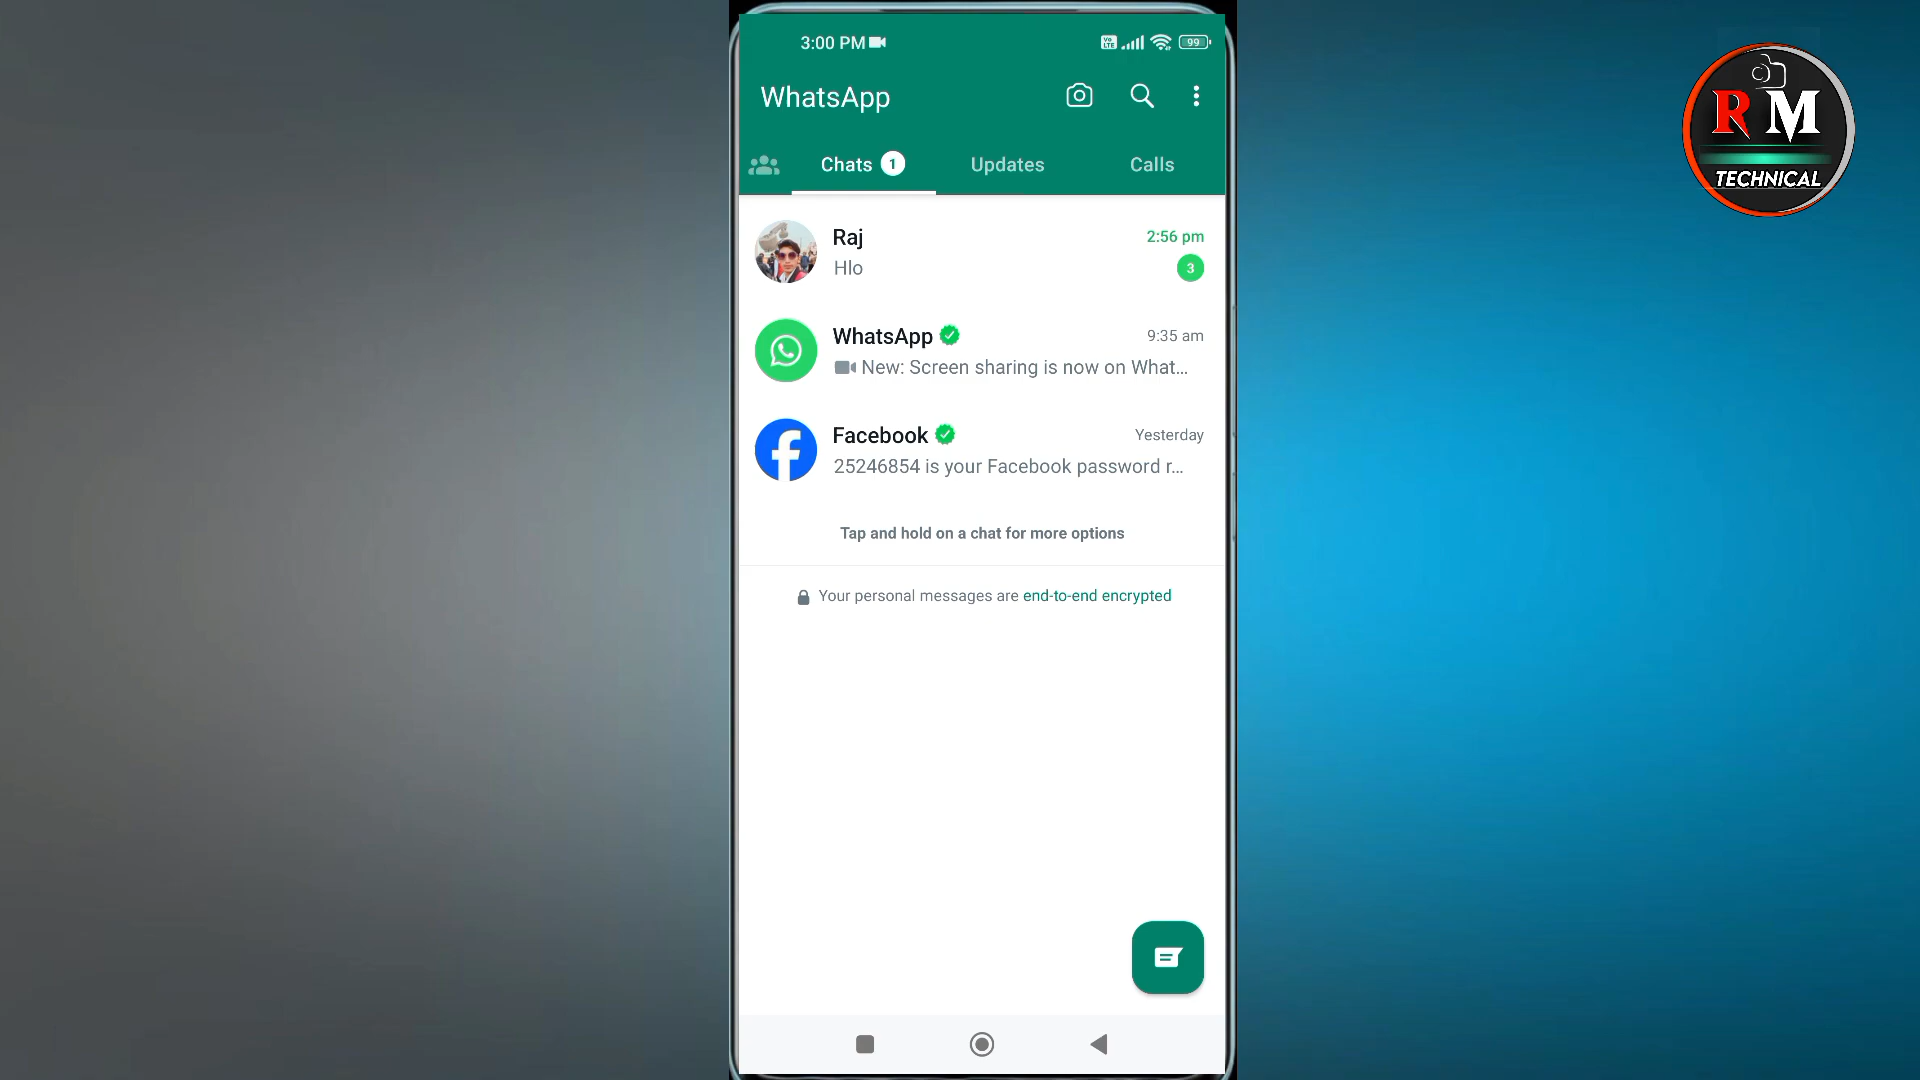 3:00 PM
Vo LTE
99
WhatsApp
Chats 1
Updates
Calls
Raj
2:56 pm
Hlo
3
WhatsApp
9:35 am
New: Screen sharing is now on What...
Facebook
Yesterday
25246854 is your Facebook password r...
Tap and hold on a chat for more options
Your personal messages are end-to-end encrypted
R M
TECHNICAL